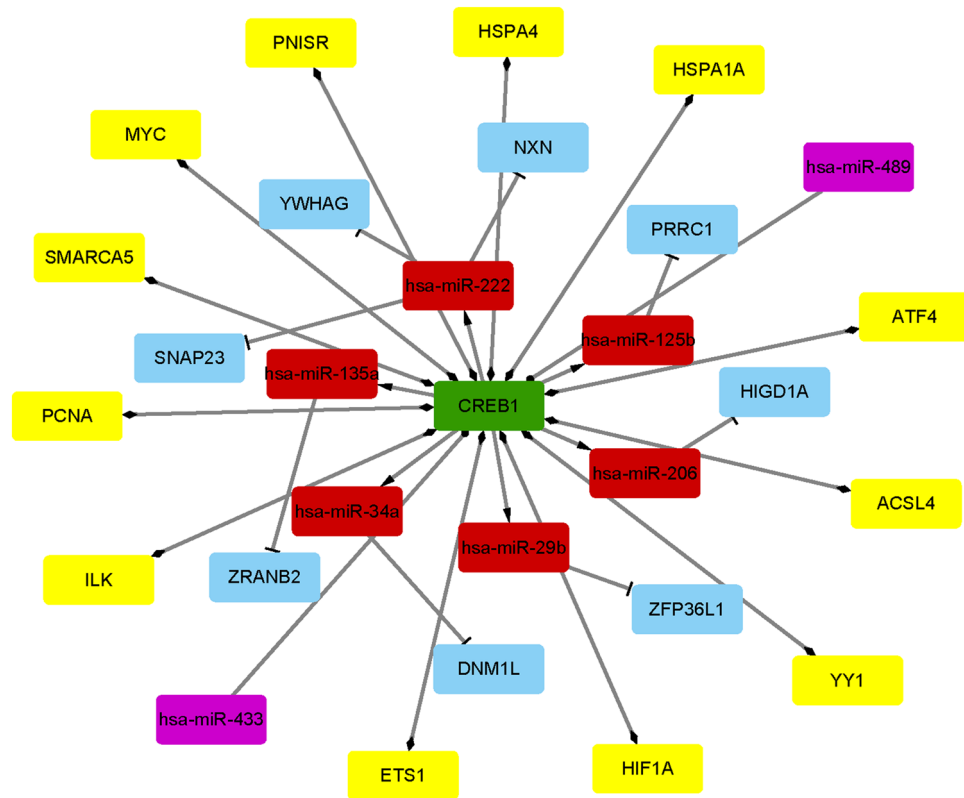 HSPA4
PNISR
HSPA1A
MYC
NXN
hsa-miR-489
YWHAG
PRRC1
SMARCA5
hsa-miR-222
ATF4
hsa-miR-125b
SNAP23
hsa-miR-135a
HIGD1A
CREB1
PCNA
hsa-miR-206
ACSL4
hsa-miR-34a
hsa-miR-29b
ILK
ZRANB2
ZFP36L1
DNM1L
YY1
hsa-miR-433
HIF1A
ETS1